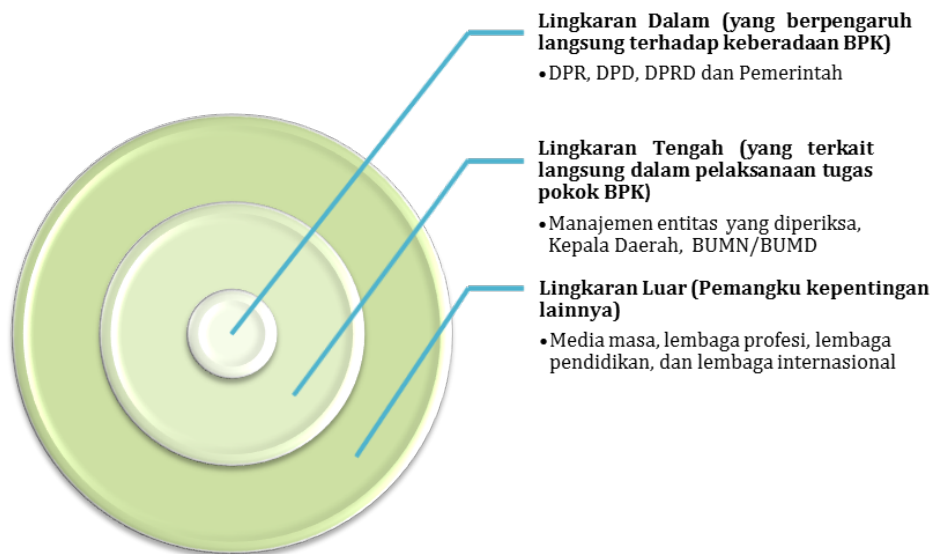 Lingkaran Dalam (yang berpengaruh
langsung terhadap keberadaan BPK)
•DPR, DPD, DPRD dan Pemerintah
Lingkaran Tengah (yang terkait
langsung dalam pelaksanaan tugas
pokok BPK)
•Manajemen entitas yang diperiksa,
Kepala Daerah, BUMN/BUMD
Lingkaran Luar (Pemangku kepentingan
lainnya)
•Media masa, lembaga profesi, lembaga
pendidikan, dan lembaga internasional